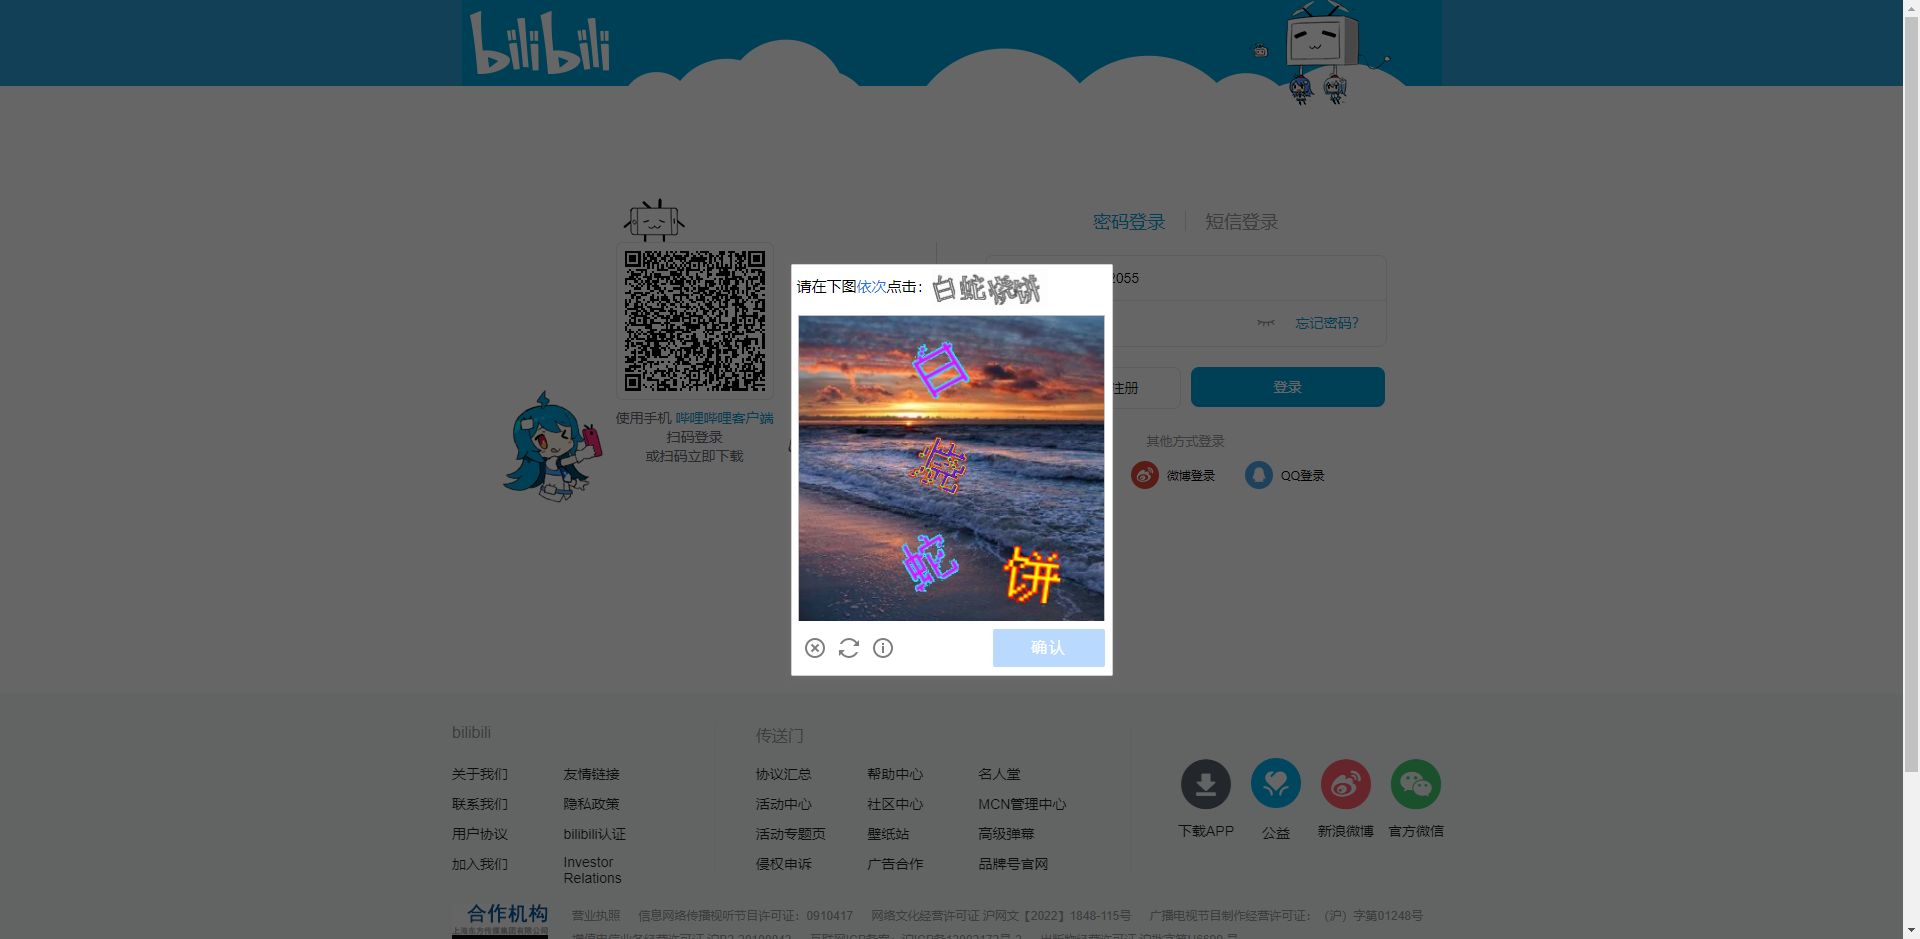 bilibili
密码登录 短信登录
2055
忘记密码?
注册 登录
使用手机 哔哩哔哩客户端
扫码登录
或扫码立即下载
其他方式登录
微博登录 QQ登录
请在下图依次点击: 白蛇烧饼
白
烧
蛇 饼
确认
bilibili
关于我们 友情链接
联系我们 隐私政策
用户协议 bilibili认证
加入我们 Investor Relations
传送门
协议汇总 帮助中心 名人堂
活动中心 社区中心 MCN管理中心
活动专题页 壁纸站 高级弹幕
侵权申诉 广告合作 品牌号官网
下载APP 公益 新浪微博 官方微信
合作机构
上海东方传媒集团有限公司
营业执照 信息网络传播视听节目许可证：0910417 网络文化经营许可证 沪网文【2022】1848-115号 广播电视节目制作经营许可证：（沪）字第01248号